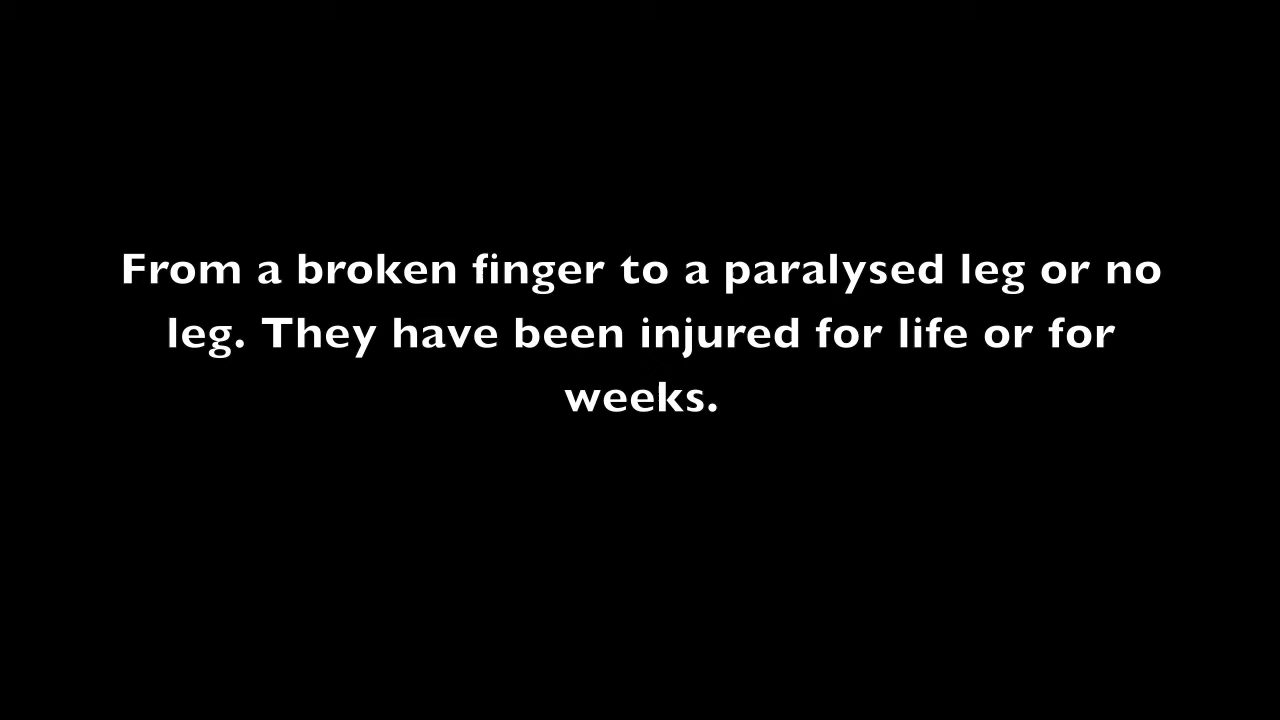 From a broken finger to a paralysed leg or no
leg. They have been injured for life or for
weeks.